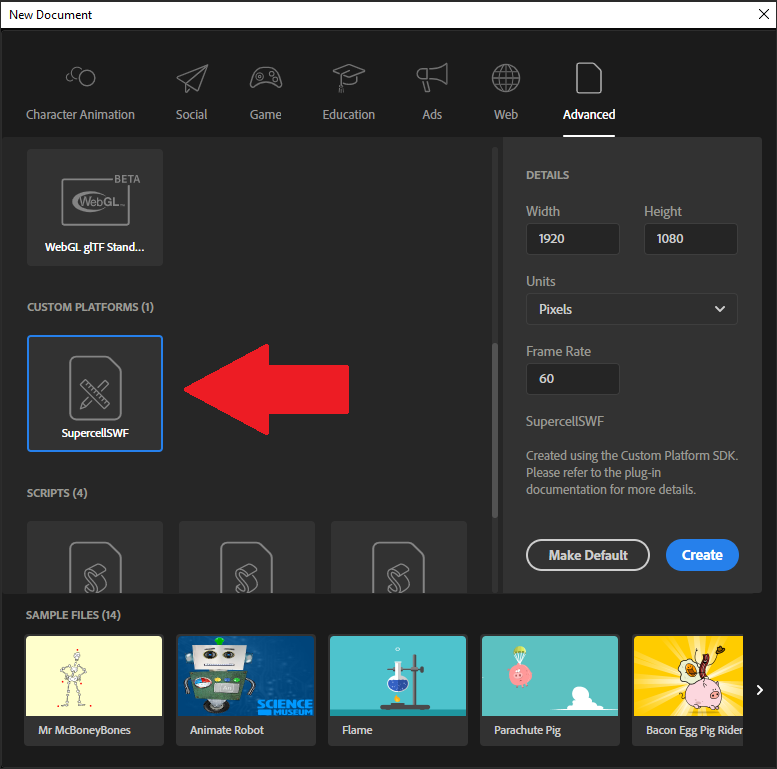 New Document
Character Animation
Social
Game
Education
Ads
Web
Advanced
BETA
WebGL
WebGL glTF Stand...
CUSTOM PLATFORMS (1)
SupercellSWF
SCRIPTS (4)
DETAILS
Width
Height
1920
1080
Units
Pixels
Frame Rate
60
SupercellSWF
Created using the Custom Platform SDK.
Please refer to the plug-in
documentation for more details.
Make Default
Create
SAMPLE FILES (14)
SCIENCE
MUSEUM
Mr McBoneyBones
Animate Robot
Flame
Parachute Pig
Bacon Egg Pig Rider